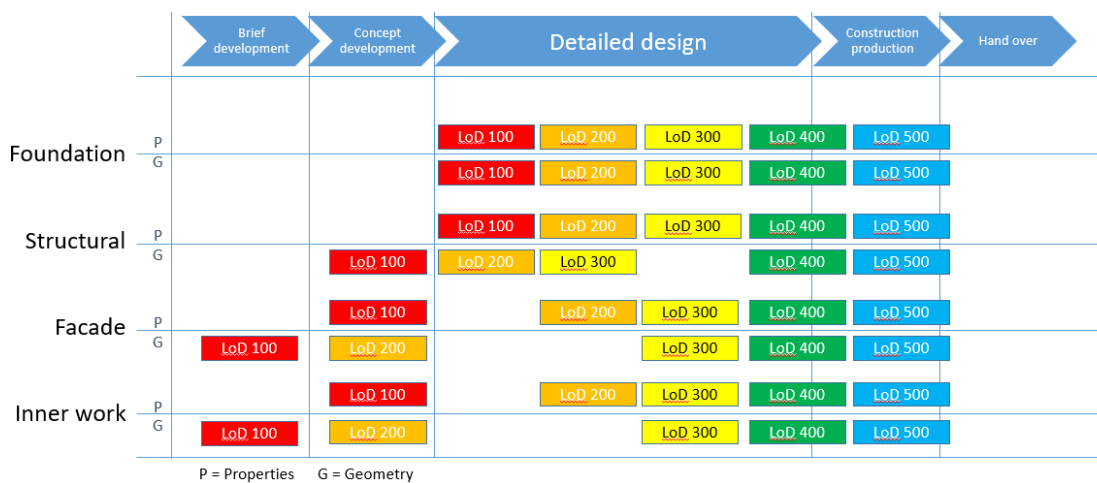 Brief
development
Concept
development
Detailed design
Construction
production
Hand over
Foundation
P
G
LoD 100 LoD 200 LoD 300 LoD 400 LoD 500
LoD 100 LoD 200 LoD 300 LoD 400 LoD 500
Structural
P
G
LoD 100 LoD 200 LoD 300 LoD 400 LoD 500
LoD 100 LoD 200 LoD 300 LoD 400 LoD 500
Facade
P
G
LoD 100 LoD 200 LoD 300 LoD 400 LoD 500
LoD 100 LoD 200 LoD 300 LoD 400 LoD 500
Inner work
P
G
LoD 100 LoD 200 LoD 300 LoD 400 LoD 500
LoD 100 LoD 200 LoD 300 LoD 400 LoD 500
P = Properties G = Geometry